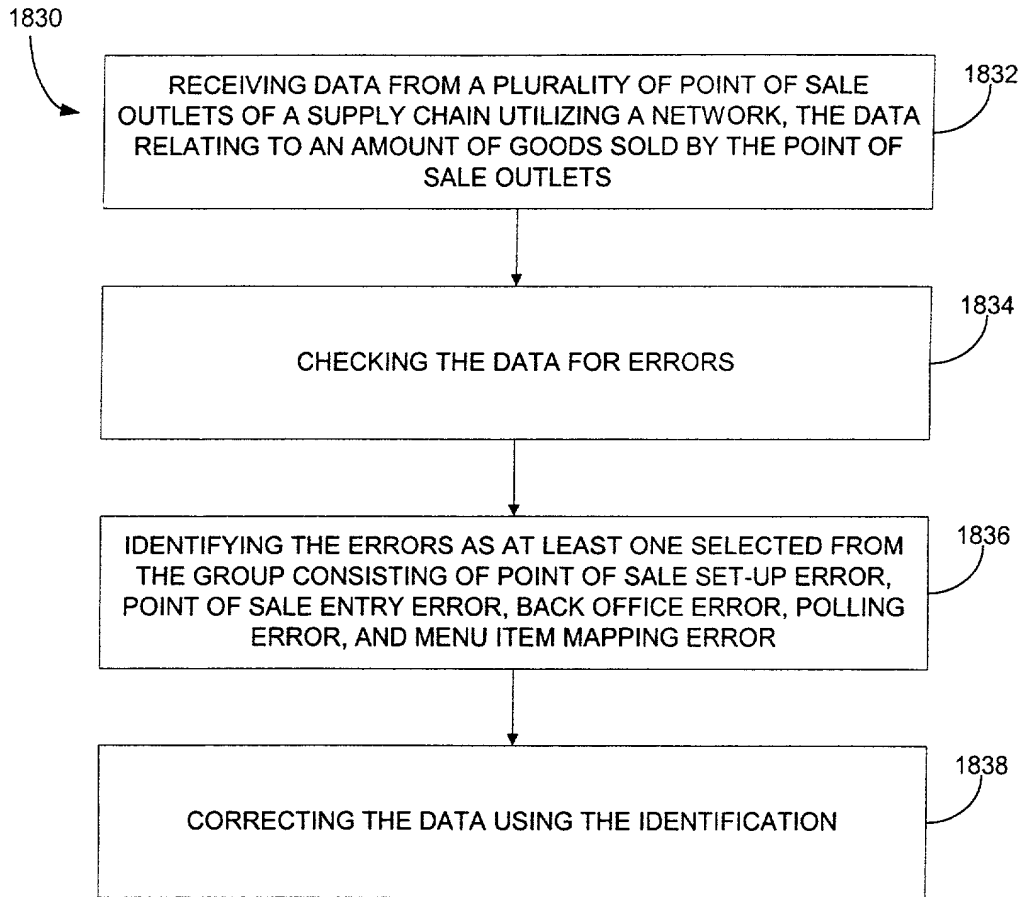 1830
RECEIVING DATA FROM A PLURALITY OF POINT OF SALE
OUTLETS OF A SUPPLY CHAIN UTILIZING A NETWORK, THE DATA
RELATING TO AN AMOUNT OF GOODS SOLD BY THE POINT OF
SALE OUTLETS
1832
CHECKING THE DATA FOR ERRORS
1834
IDENTIFYING THE ERRORS AS AT LEAST ONE SELECTED FROM
THE GROUP CONSISTING OF POINT OF SALE SET-UP ERROR,
POINT OF SALE ENTRY ERROR, BACK OFFICE ERROR, POLLING
ERROR, AND MENU ITEM MAPPING ERROR
1836
CORRECTING THE DATA USING THE IDENTIFICATION
1838